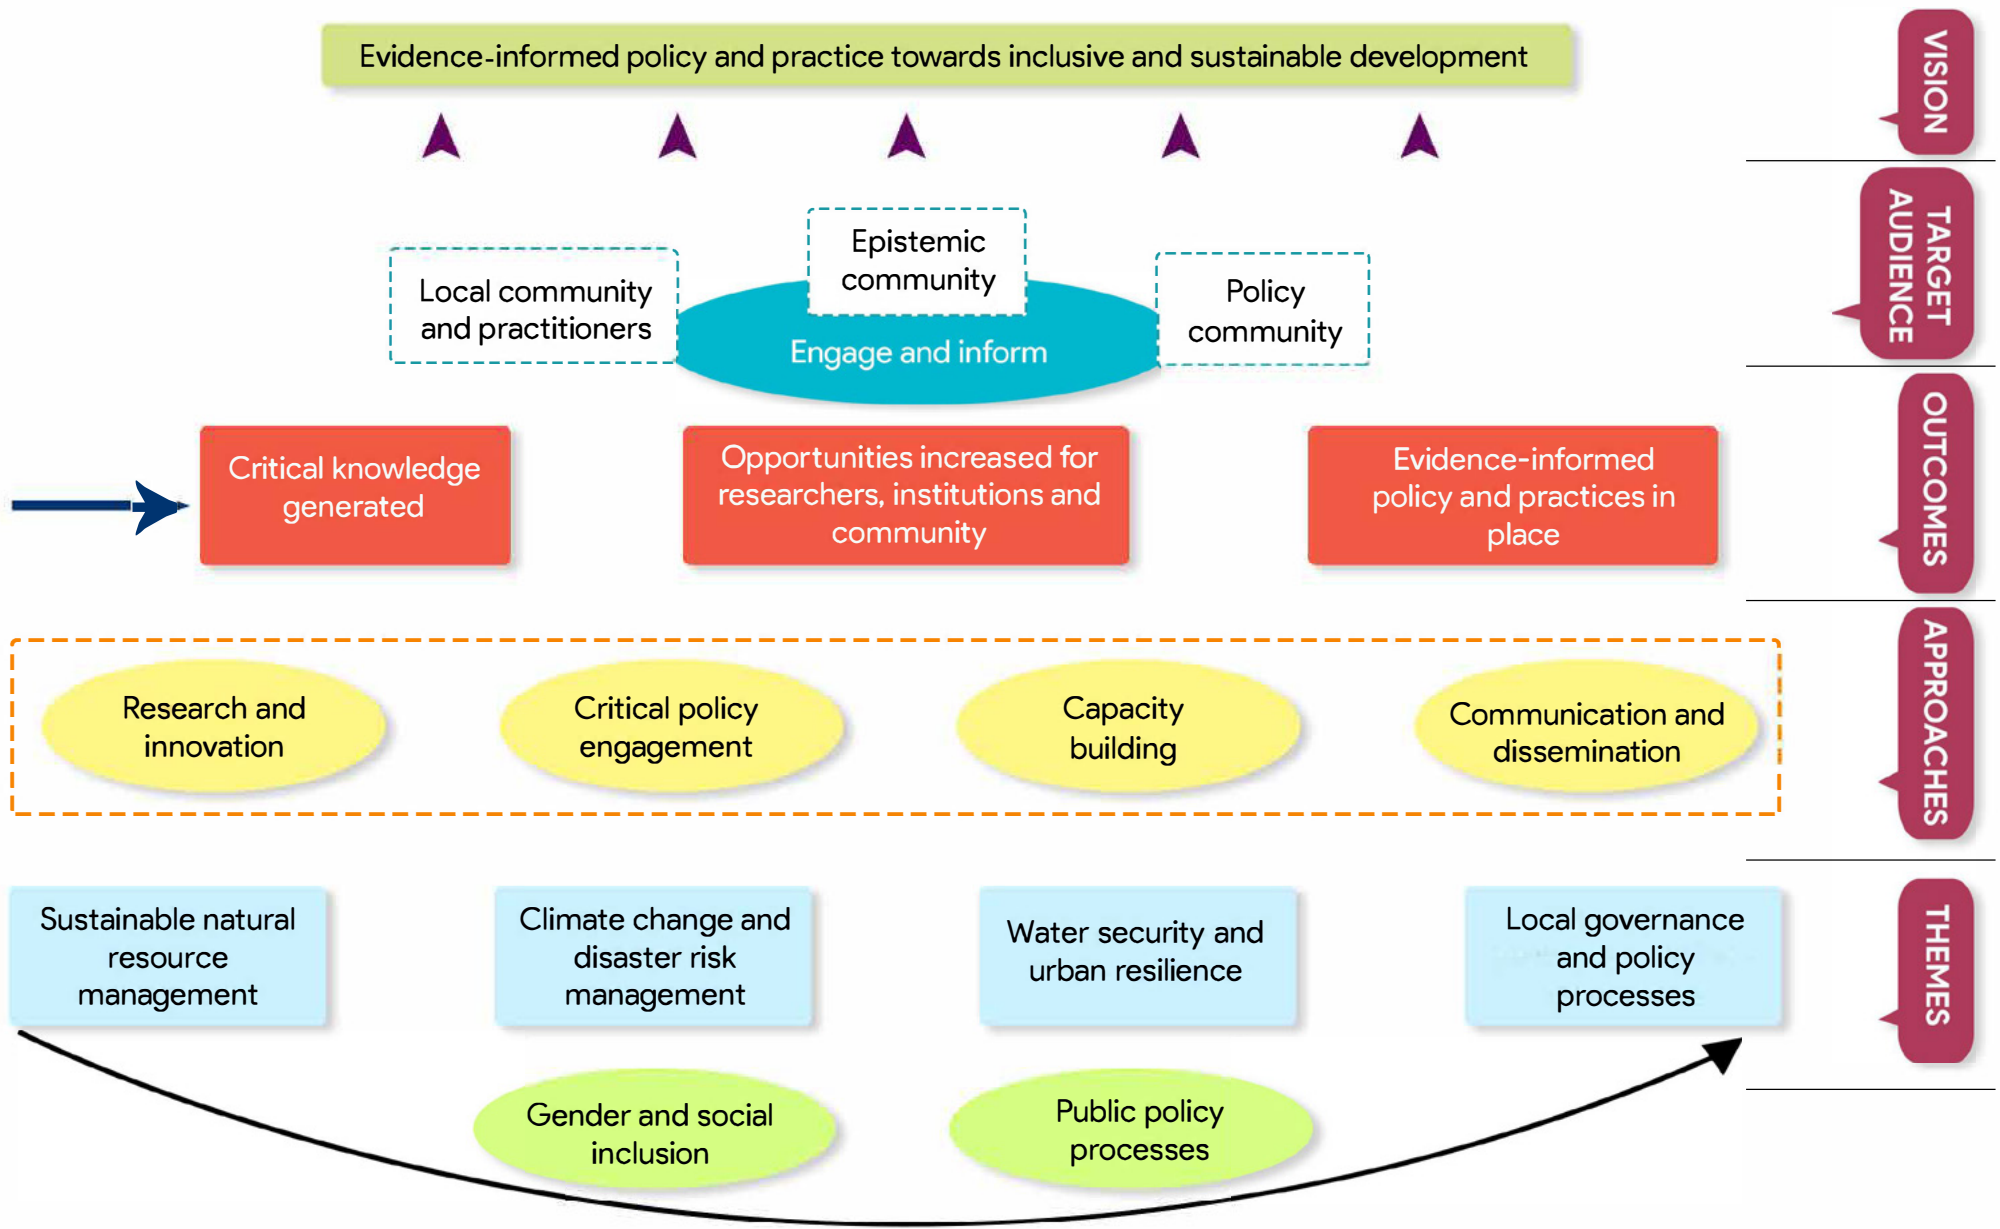 Evidence-informed policy and practice towards inclusive and sustainable development
VISION
Epistemic
community
Local community
and practitioners
Policy
community
Engage and inform
TARGET
AUDIENCE
Critical knowledge
generated
Opportunities increased for
researchers, institutions and
community
Evidence-informed
policy and practices in
place
OUTCOMES
Research and
innovation
Critical policy
engagement
Capacity
building
Communication and
dissemination
APPROACHES
Sustainable natural
resource
management
Climate change and
disaster risk
management
Water security and
urban resilience
Local governance
and policy
processes
THEMES
Gender and social
inclusion
Public policy
processes